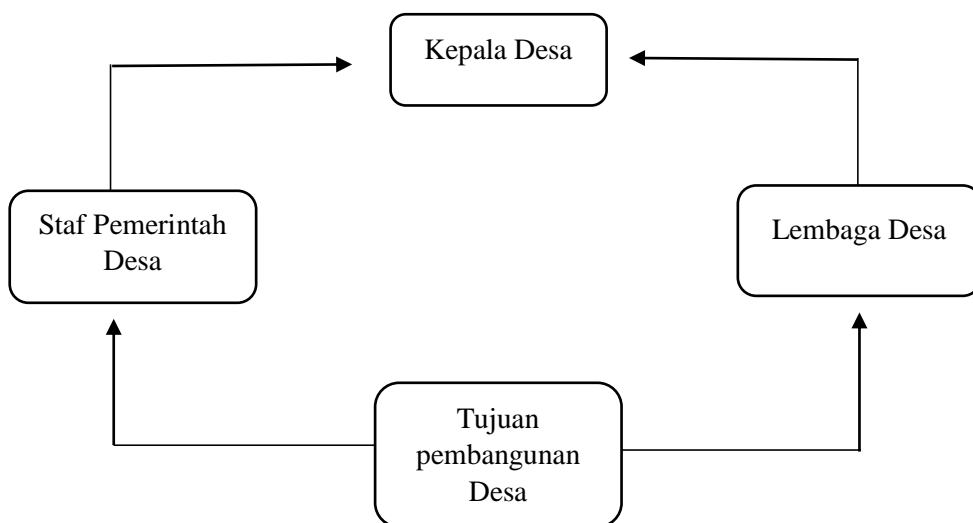 Kepala Desa
Staf Pemerintah
Desa
Lembaga Desa
Tujuan
pembangunan
Desa